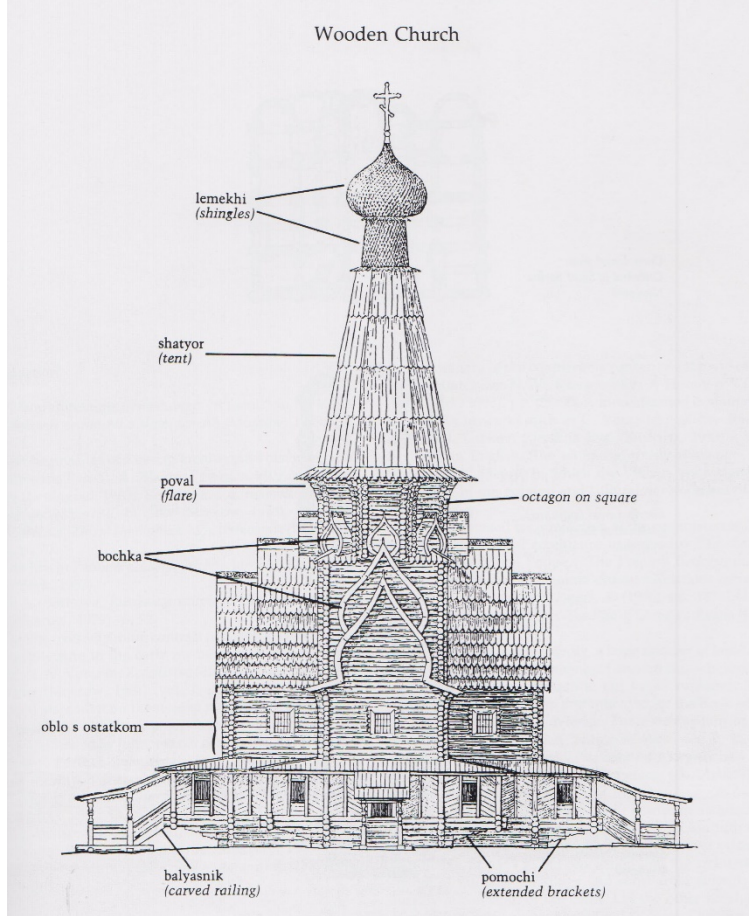 Wooden Church
lemekhi
(shingles)
shatyor
(tent)
poval
(flare)
octagon on square
bochka
oblo s ostatkom
balyasnik
(carved railing)
pomochi
(extended brackets)